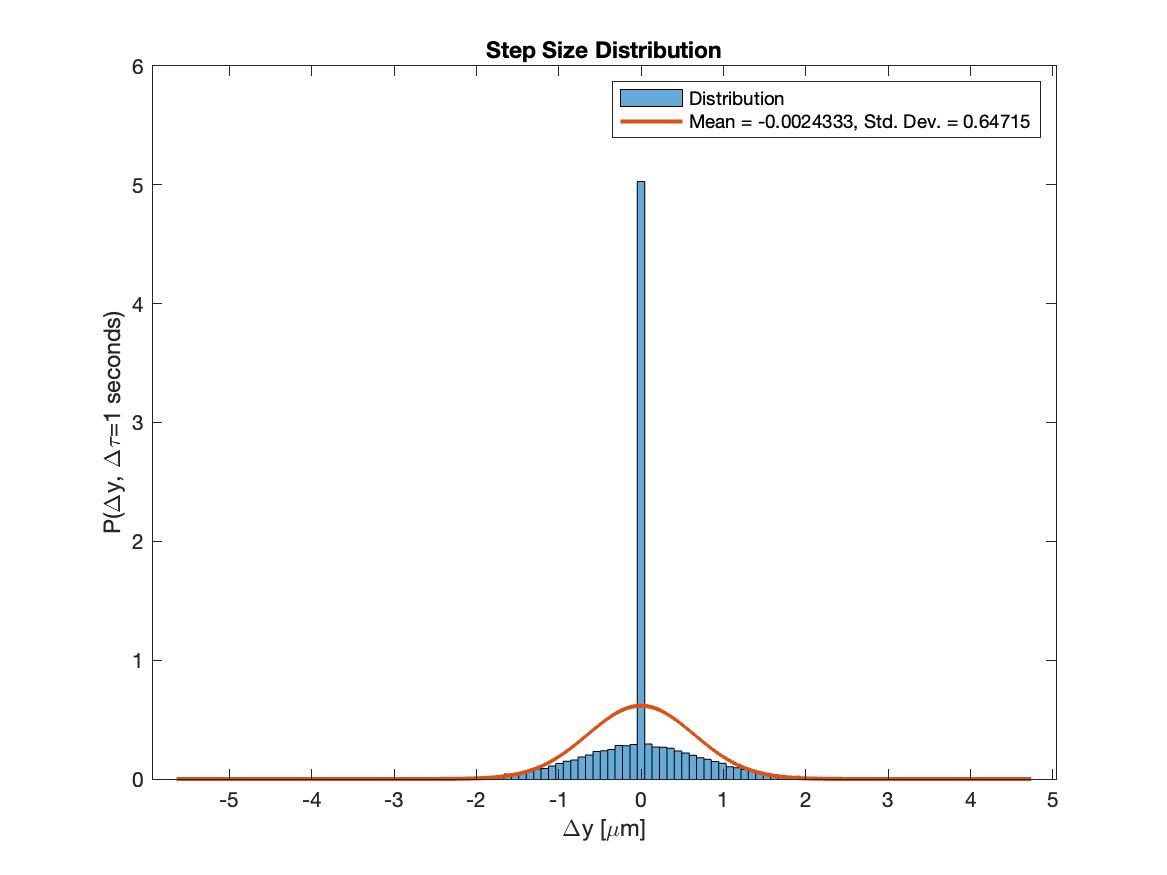 Step Size Distribution
Distribution
Mean = -0.0024333, Std. Dev. = 0.64715
6
5
4
3
2
1
0
P(Δy, Δτ=1 seconds)
-5 -4 -3 -2 -1 0 1 2 3 4 5
Δy [μm]